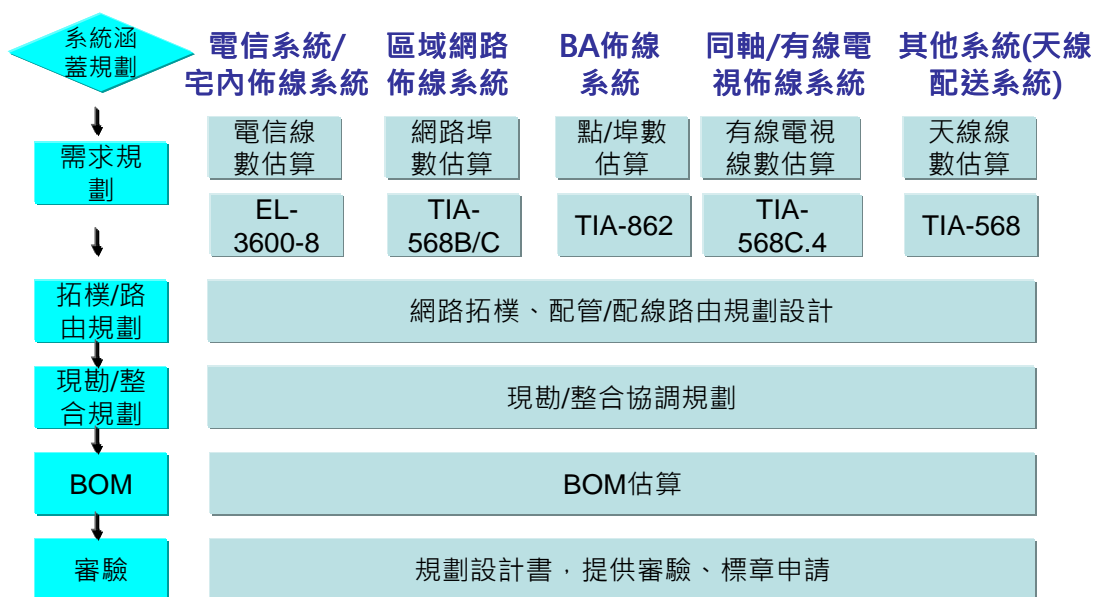 系統涵
蓋規劃
電信系統/
宅內佈線系統
區域網路
佈線系統
BA佈線
系統
同軸/有線電
視佈線系統
其他系統(天線
配送系統)
需求規
劃
電信線
數估算
網路埠
數估算
點/埠數
估算
有線電視
線數估算
天線線
數估算
EL-
3600-8
TIA-
568B/C
TIA-862
TIA-
568C.4
TIA-568
拓樸/路
由規劃
網路拓樸、配管/配線路由規劃設計
現勘/整
合規劃
現勘/整合協調規劃
BOM
BOM估算
審驗
規劃設計書，提供審驗、標章申請